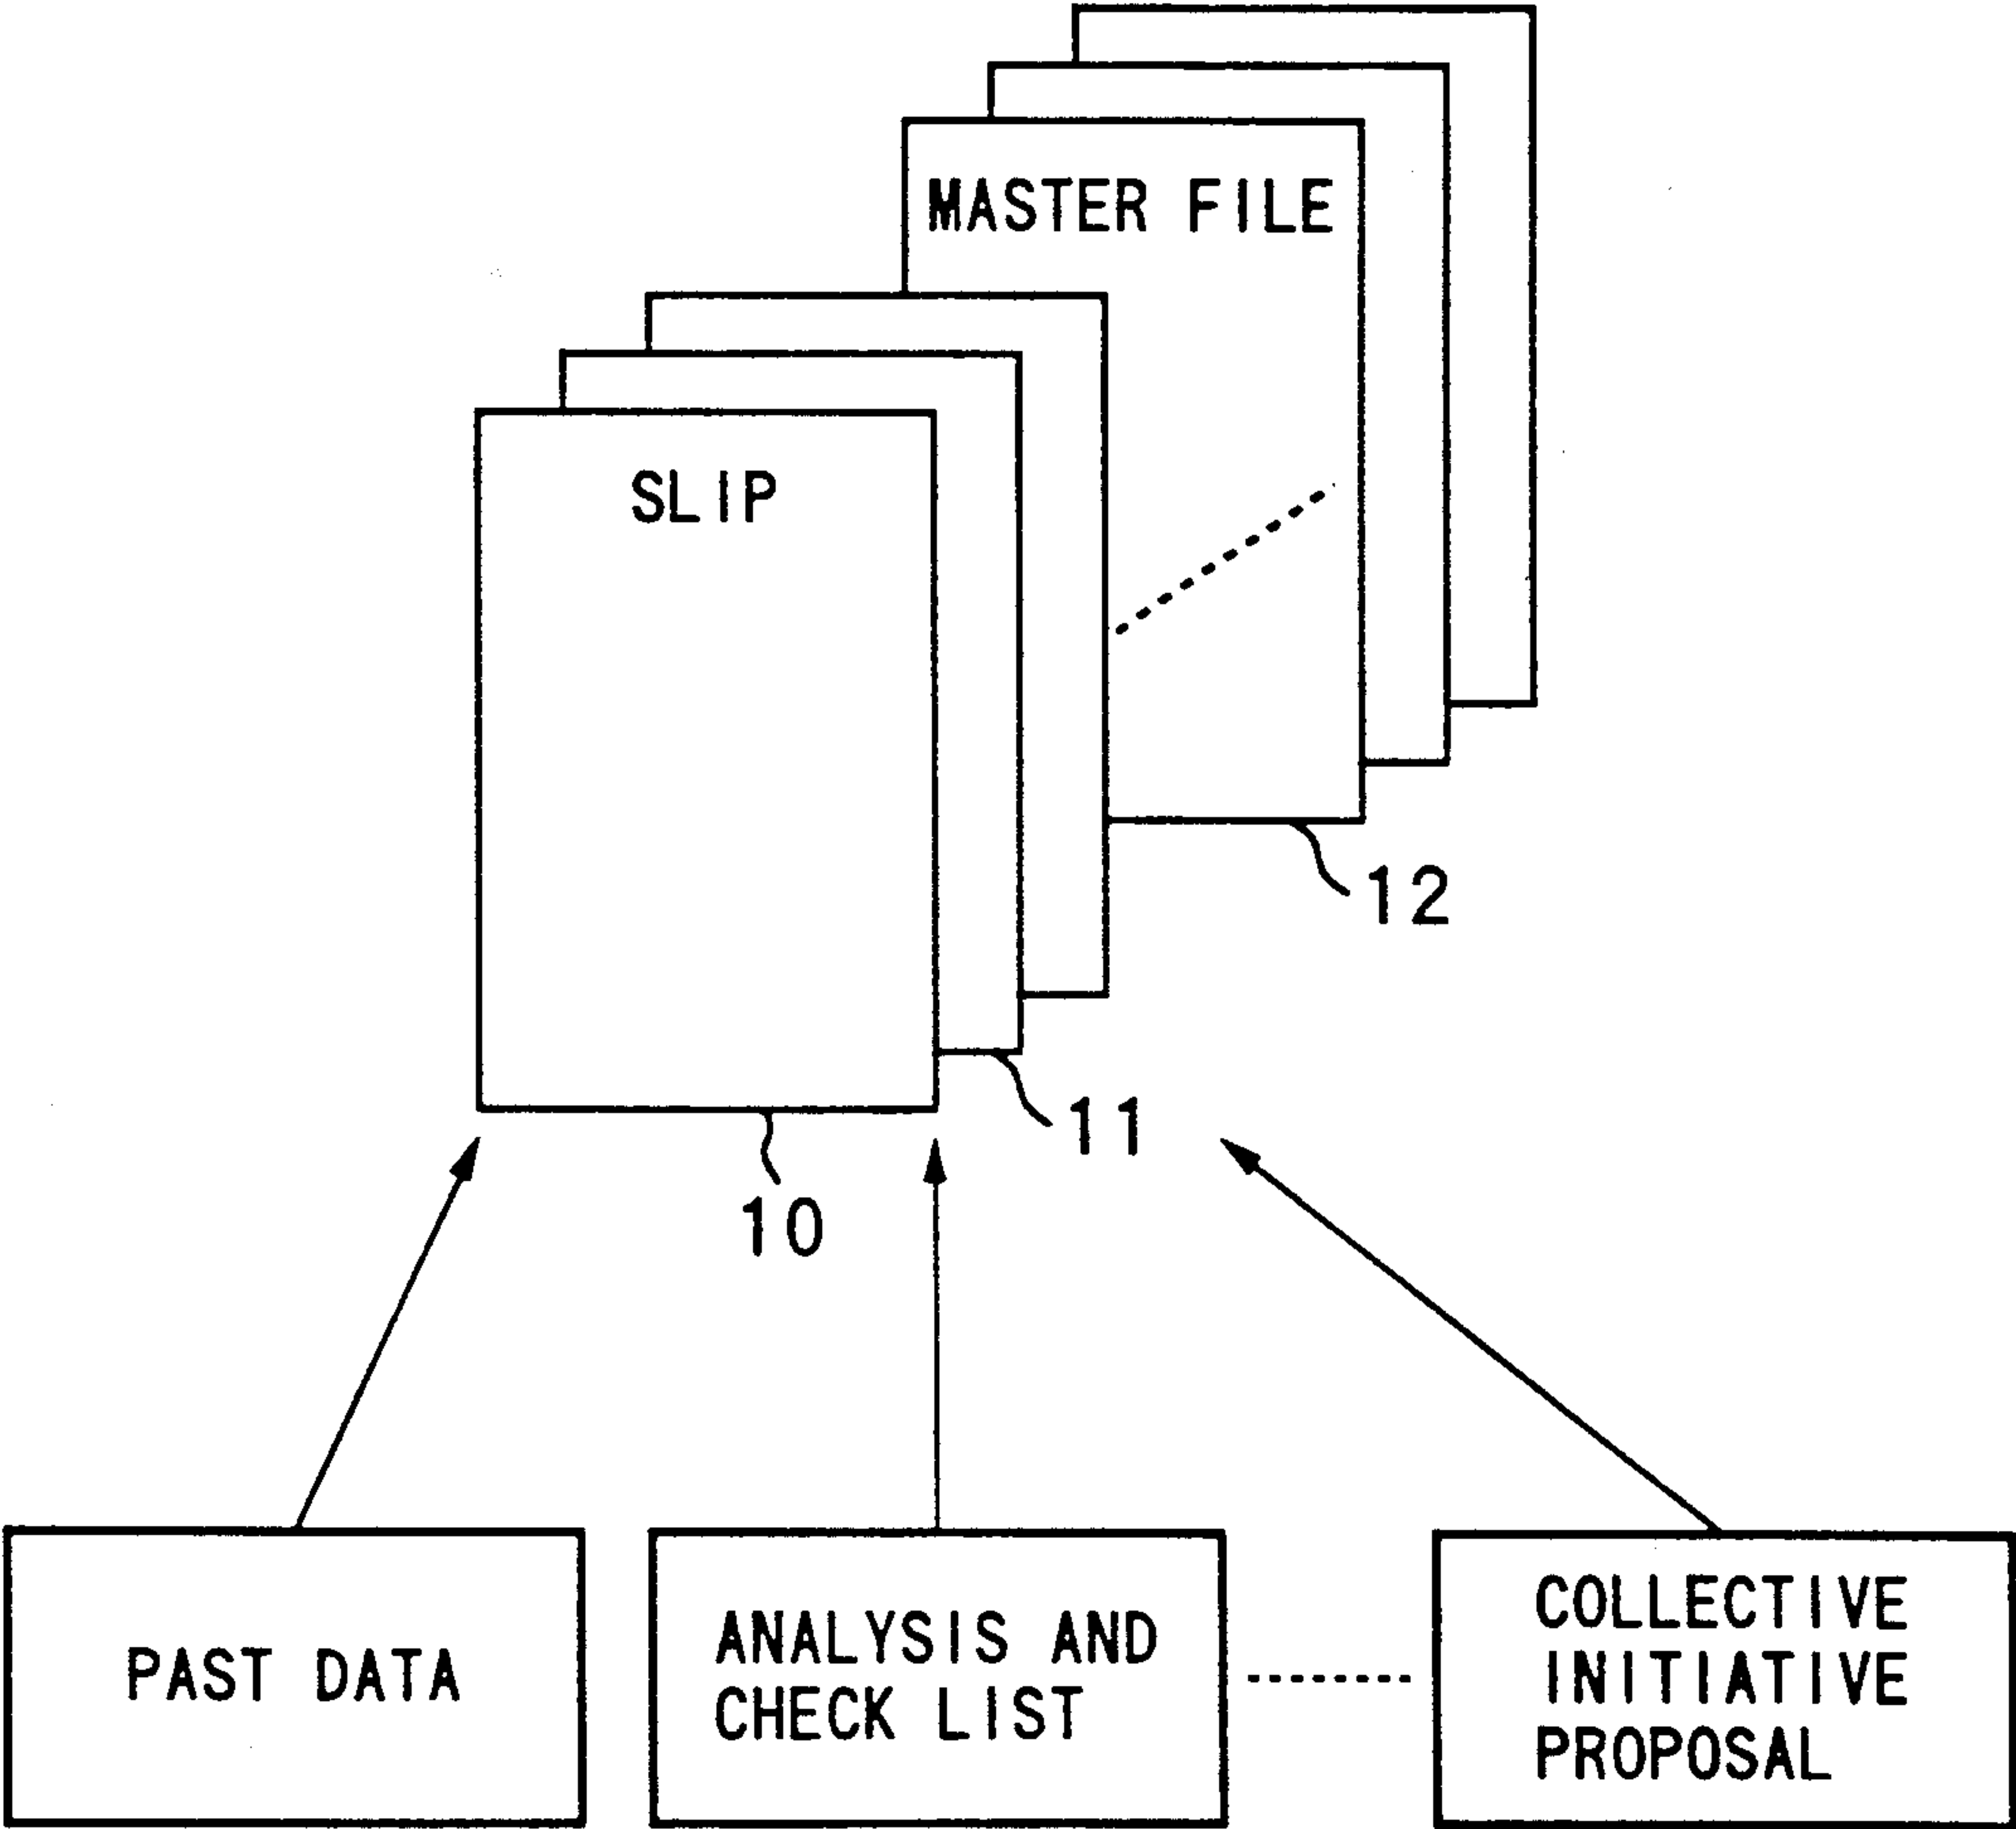 MASTER FILE
SLIP
12
11
10
PAST DATA
ANALYSIS AND
CHECK LIST
COLLECTIVE
INITIATIVE
PROPOSAL